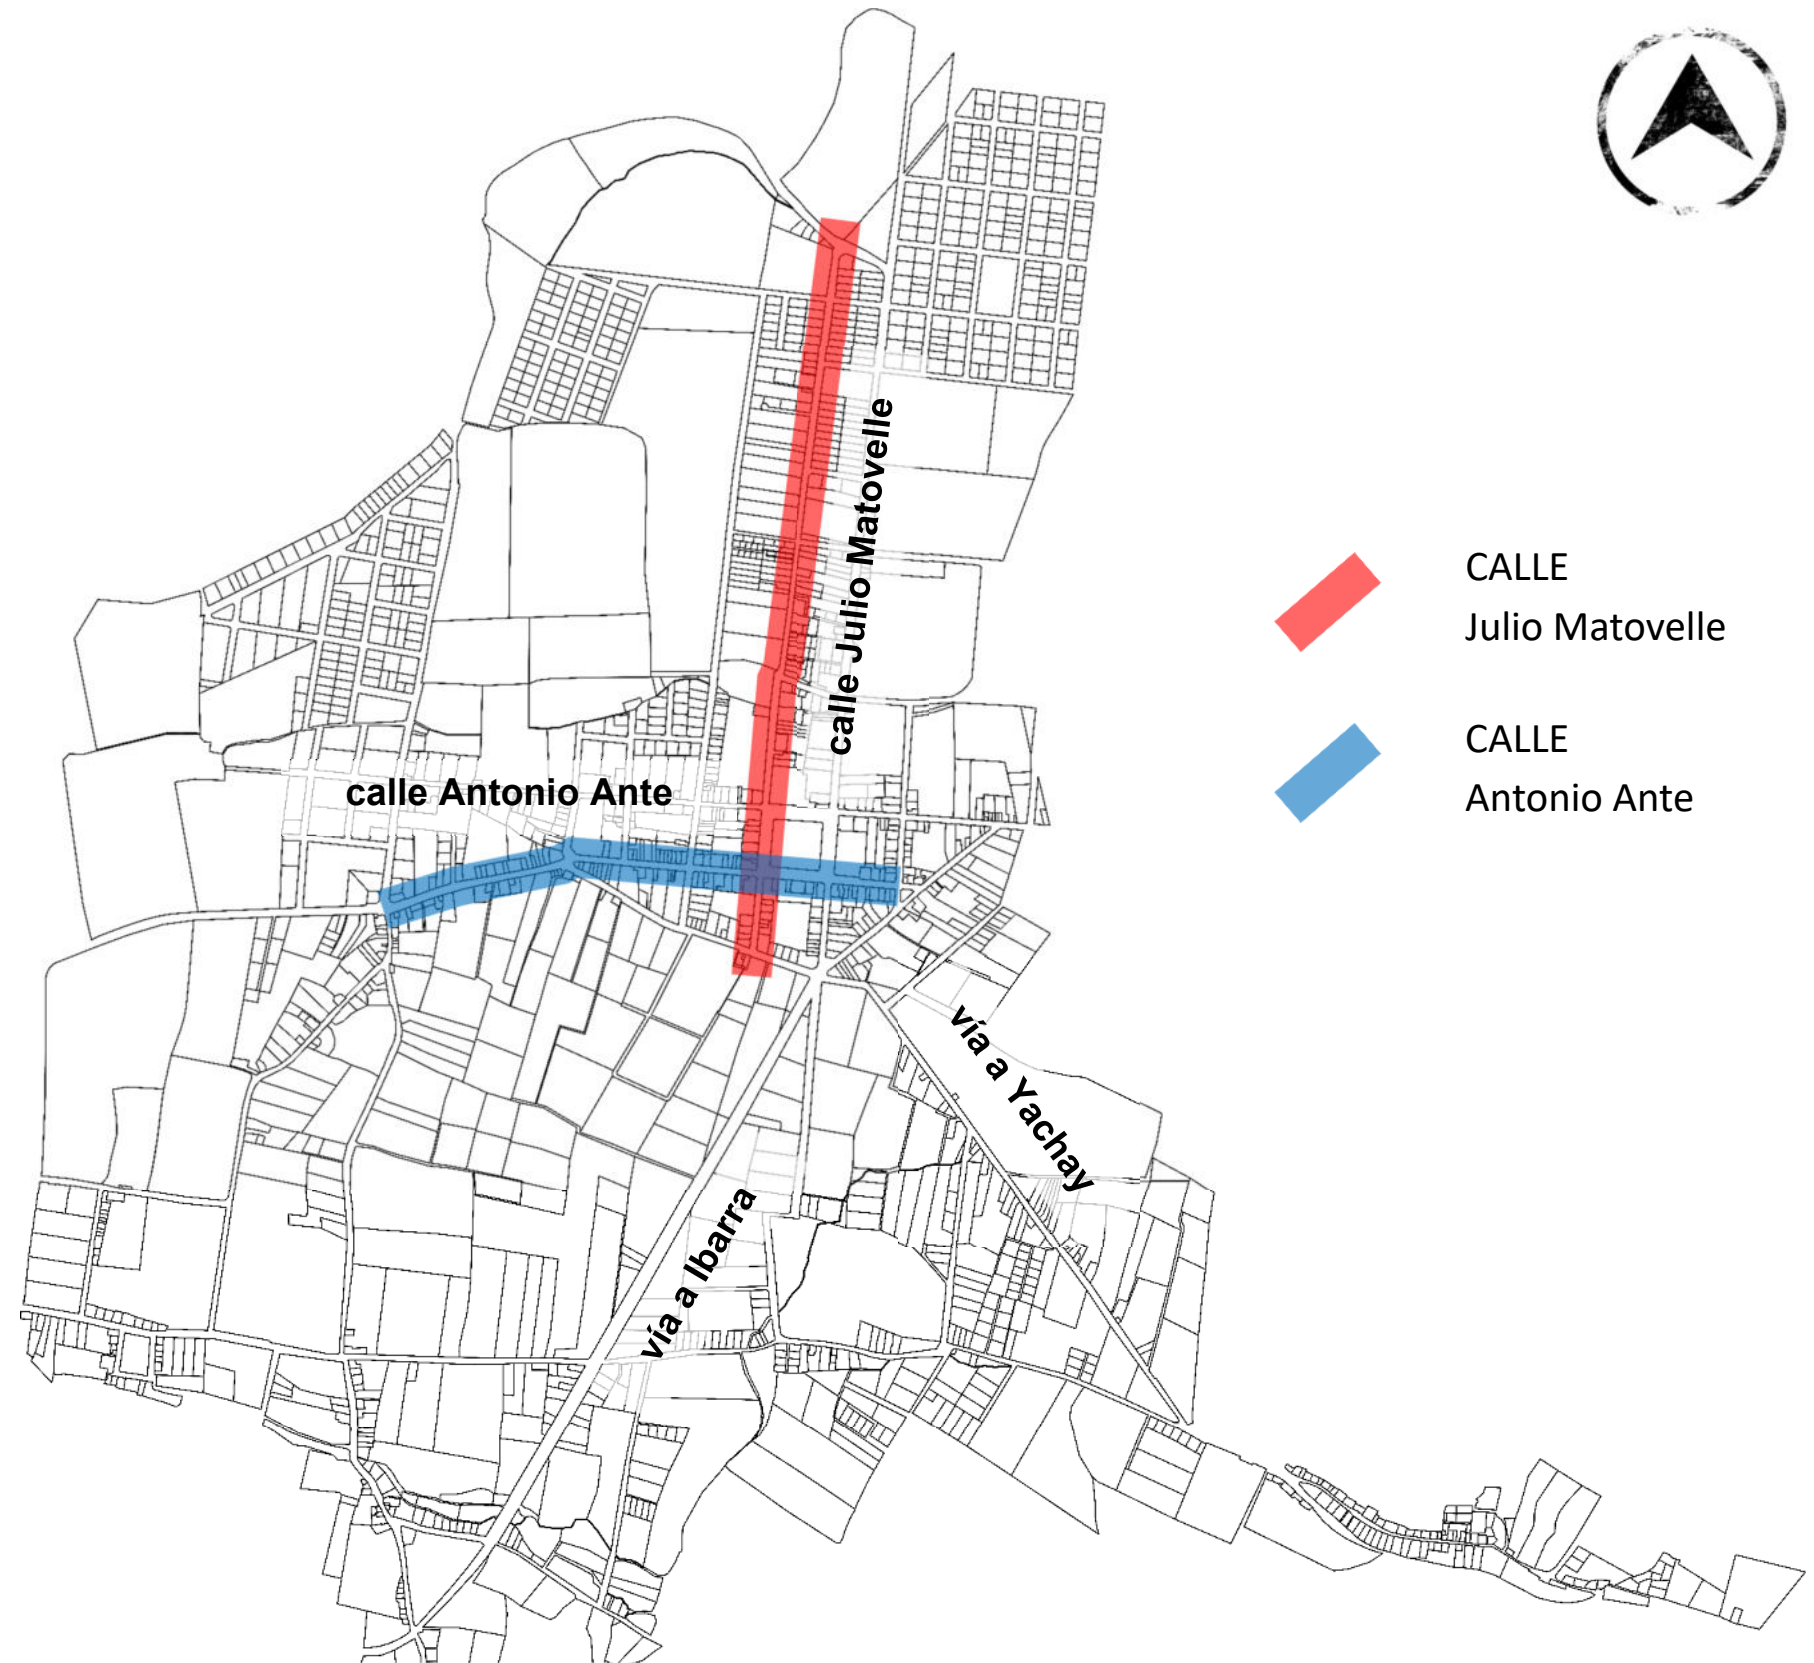 calle Julio Matovelle
calle Antonio Ante
vía a Yachay
vía a Ibarra
CALLE
Julio Matovelle
CALLE
Antonio Ante